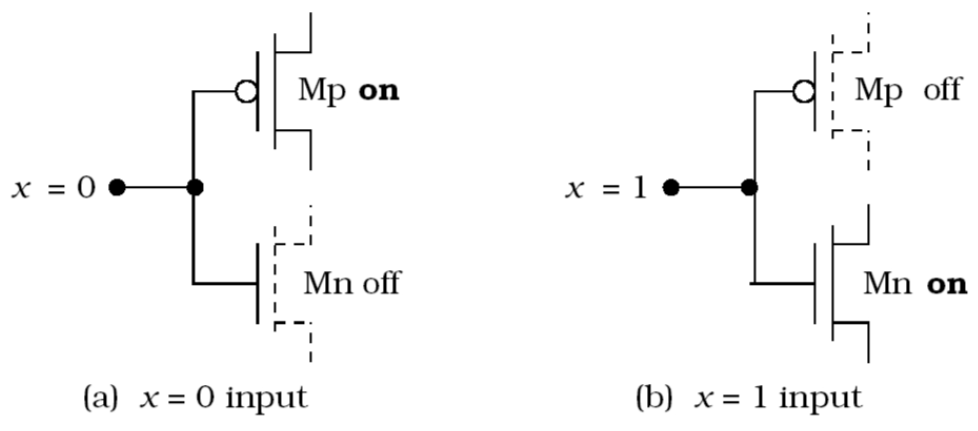 Mp on
Mp off
x = 0
x = 1
Mn off
Mn on
(a) x = 0 input
(b) x = 1 input